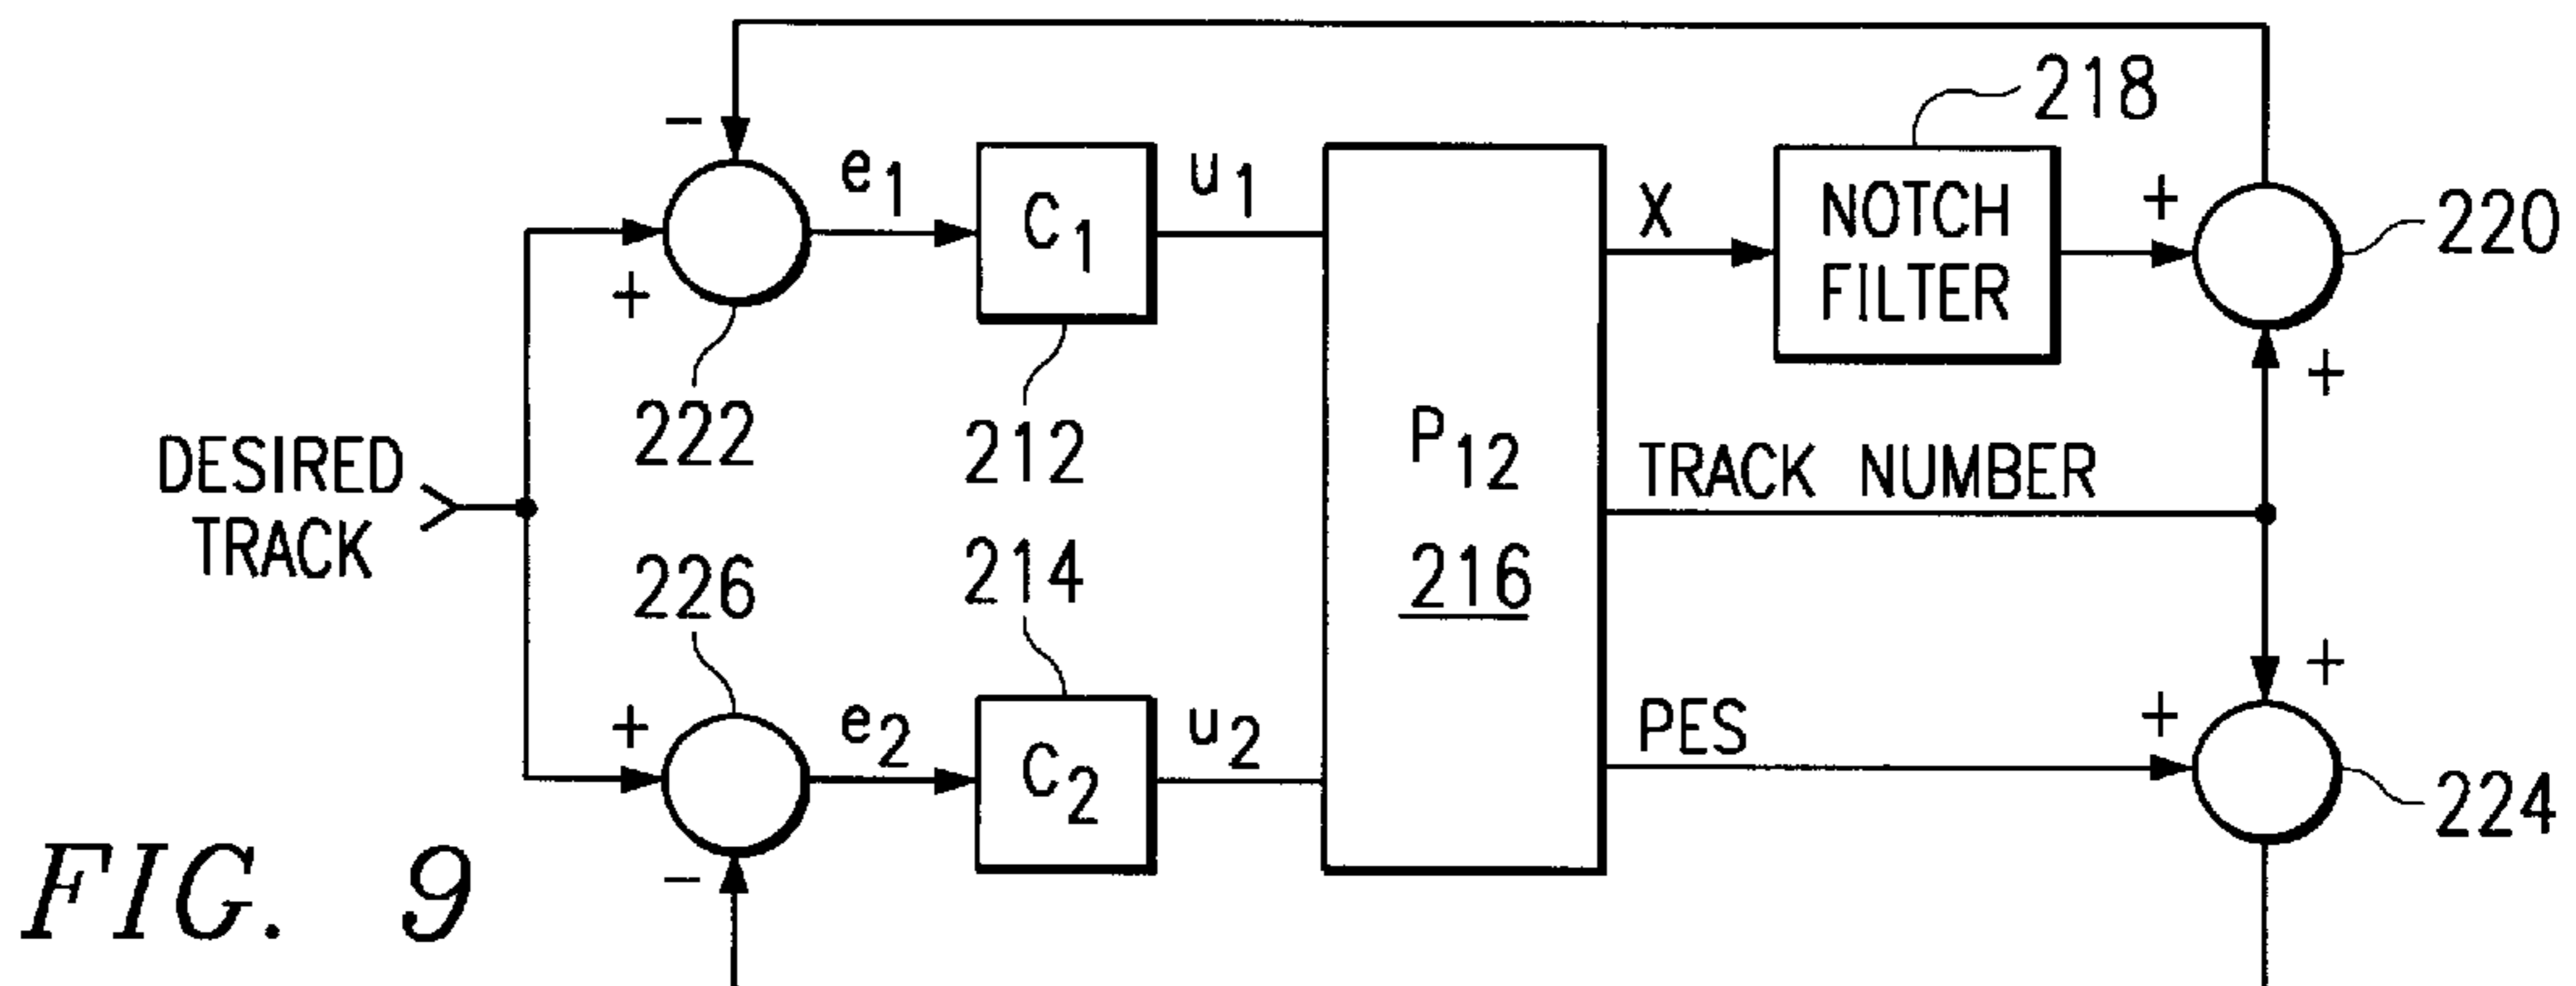 218
−
e1
u1
+
C1
X
NOTCH
FILTER
220
+
+
222
212
P12
TRACK NUMBER
DESIRED
TRACK
226
214
216
+
+
e2
u2
PES
+
C2
224
−
FIG. 9